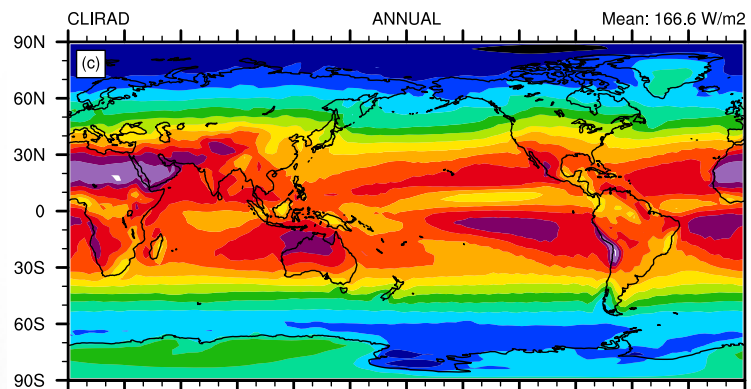 CLIRAD ANNUAL Mean: 166.6 W/m2
90N
(c)
60N
30N
0
30S
60S
90S